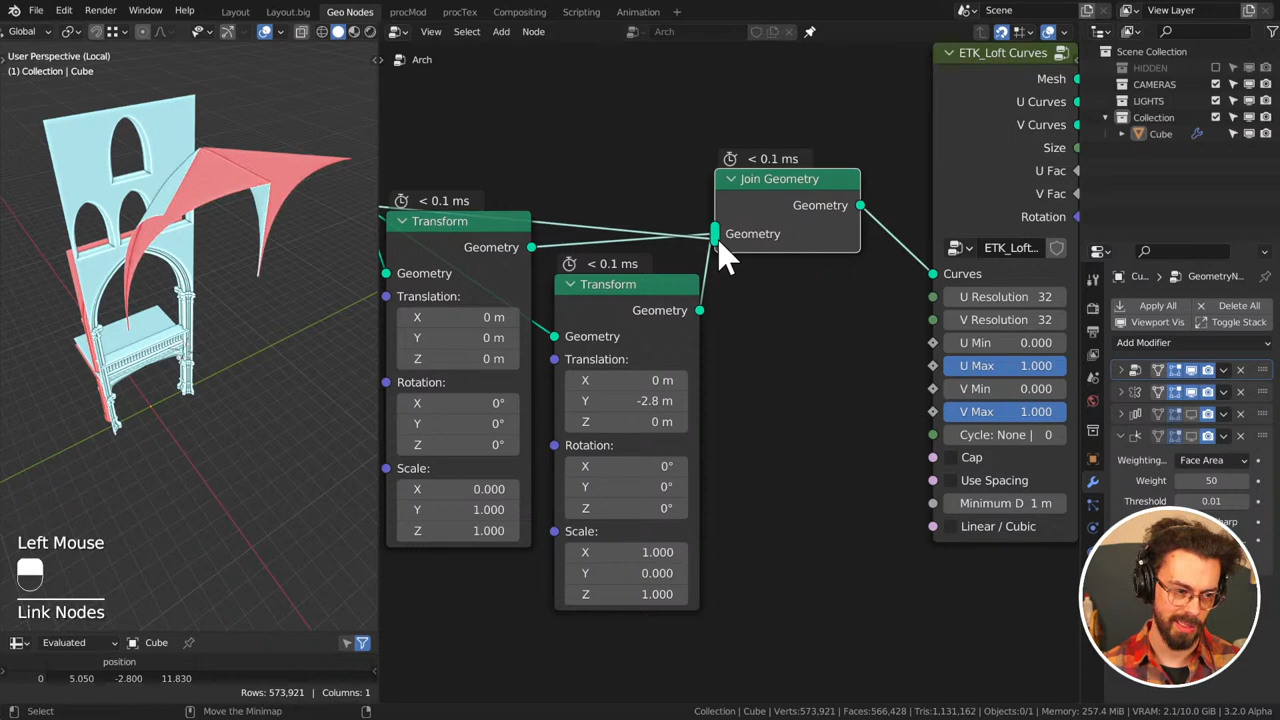 File Edit Render Window Help
Layout Layout.big Geo Nodes procMod procTex Compositing Scripting Animation +
Scene
View Layer
Global
View Select Add Node
Arch
User Perspective (Local)
(1) Collection | Cube
Arch
Scene Collection
HIDDEN
CAMERAS
LIGHTS
Collection
Cube
ETK_Loft Curves
Mesh
U Curves
V Curves
Size
U Fac
V Fac
Rotation
ETK_Loft...
Curves
U Resolution 32
V Resolution 32
U Min 0.000
U Max 1.000
V Min 0.000
V Max 1.000
Cycle: None | 0
Cap
Use Spacing
Minimum D 1 m
Linear / Cubic
< 0.1 ms
Join Geometry
Geometry
Geometry
< 0.1 ms
Transform
Geometry
Geometry
Translation:
X 0 m
Y 0 m
Z 0 m
Rotation:
X 0°
Y 0°
Z 0°
Scale:
X 0.000
Y 1.000
Z 1.000
< 0.1 ms
Transform
Geometry
Geometry
Translation:
X 0 m
Y -2.8 m
Z 0 m
Rotation:
X 0°
Y 0°
Z 0°
Scale:
X 1.000
Y 0.000
Z 1.000
Cu... GeometryN...
Apply All Delete All
Viewport Vis Toggle Stack
Add Modifier
Weighting... Face Area
Weight 50
Threshold 0.01
Left Mouse
Link Nodes
Evaluated Cube
position
0 5.050 -2.800 11.830
Rows: 573,921 | Columns: 1
Select Move the Minimap
Collection | Cube | Verts:573,921 | Faces:566,428 | Tris:1,131,162 | Objects:0/1 | Memory: 257.4 MiB | VRAM: 2.1/10.0 GiB | 3.2.0 Alpha